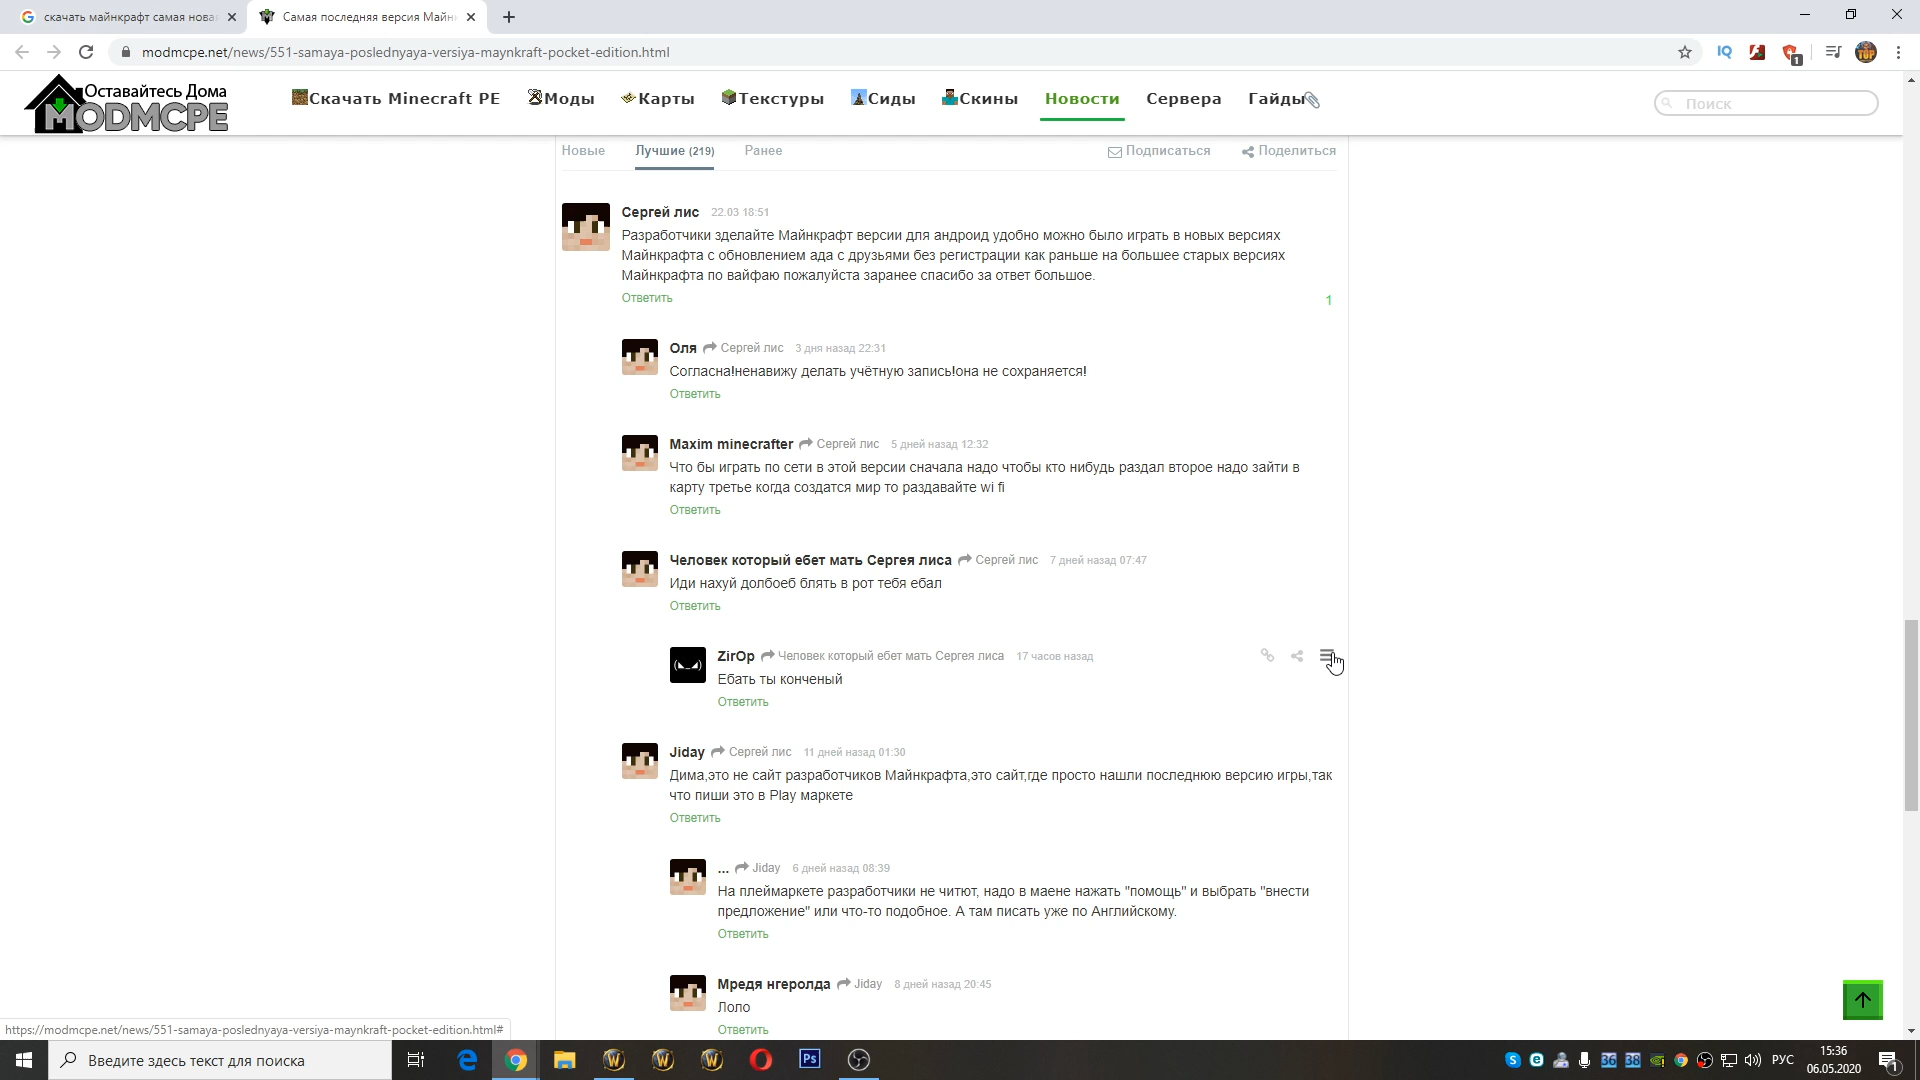 скачать майнкрафт самая нова
Самая последняя версия Майн
modmcpe.net/news/551-samaya-poslednyaya-versiya-maynkraft-pocket-edition.html
IQ
1
TOP
Оставайтесь Дома
MODMCPE
Скачать Minecraft PE
Моды
Карты
Текстуры
Сиды
Скины
Новости
Сервера
Гайды
Поиск
Новые
Лучшие (219)
Ранее
Подписаться
Поделиться
Сергей лис 22.03 18:51
Разработчики зделайте Майнкрафт версии для андроид удобно можно было играть в новых версиях
Майнкрафта с обновлением ада с друзьями без регистрации как раньше на большее старых версиях
Майнкрафта по вайфаю пожалуйста заранее спасибо за ответ большое.
Ответить
1
Оля Сергей лис 3 дня назад 22:31
Согласна!ненавижу делать учётную запись!она не сохраняется!
Ответить
Maxim minecrafter Сергей лис 5 дней назад 12:32
Что бы играть по сети в этой версии сначала надо чтобы кто нибудь раздал второе надо зайти в
карту третье когда создатся мир то раздавайте wi fi
Ответить
Человек который ебет мать Сергея лиса Сергей лис 7 дней назад 07:47
Иди нахуй долбоеб блять в рот тебя ебал
Ответить
ZirOp Человек который ебет мать Сергея лиса 17 часов назад
Ебать ты конченый
Ответить
Jiday Сергей лис 11 дней назад 01:30
Дима,это не сайт разработчиков Майнкрафта,это сайт,где просто нашли последнюю версию игры,так
что пиши это в Play маркете
Ответить
... Jiday 6 дней назад 08:39
На плеймаркете разработчики не читют, надо в маене нажать "помощь" и выбрать "внести
предложение" или что-то подобное. А там писать уже по Английскому.
Ответить
Мредя нгеролда Jiday 8 дней назад 20:45
Лоло
Ответить
https://modmcpe.net/news/551-samaya-poslednyaya-versiya-maynkraft-pocket-edition.html#
Введите здесь текст для поиска
Ps
36
38
РУС
15:36
06.05.2020
1